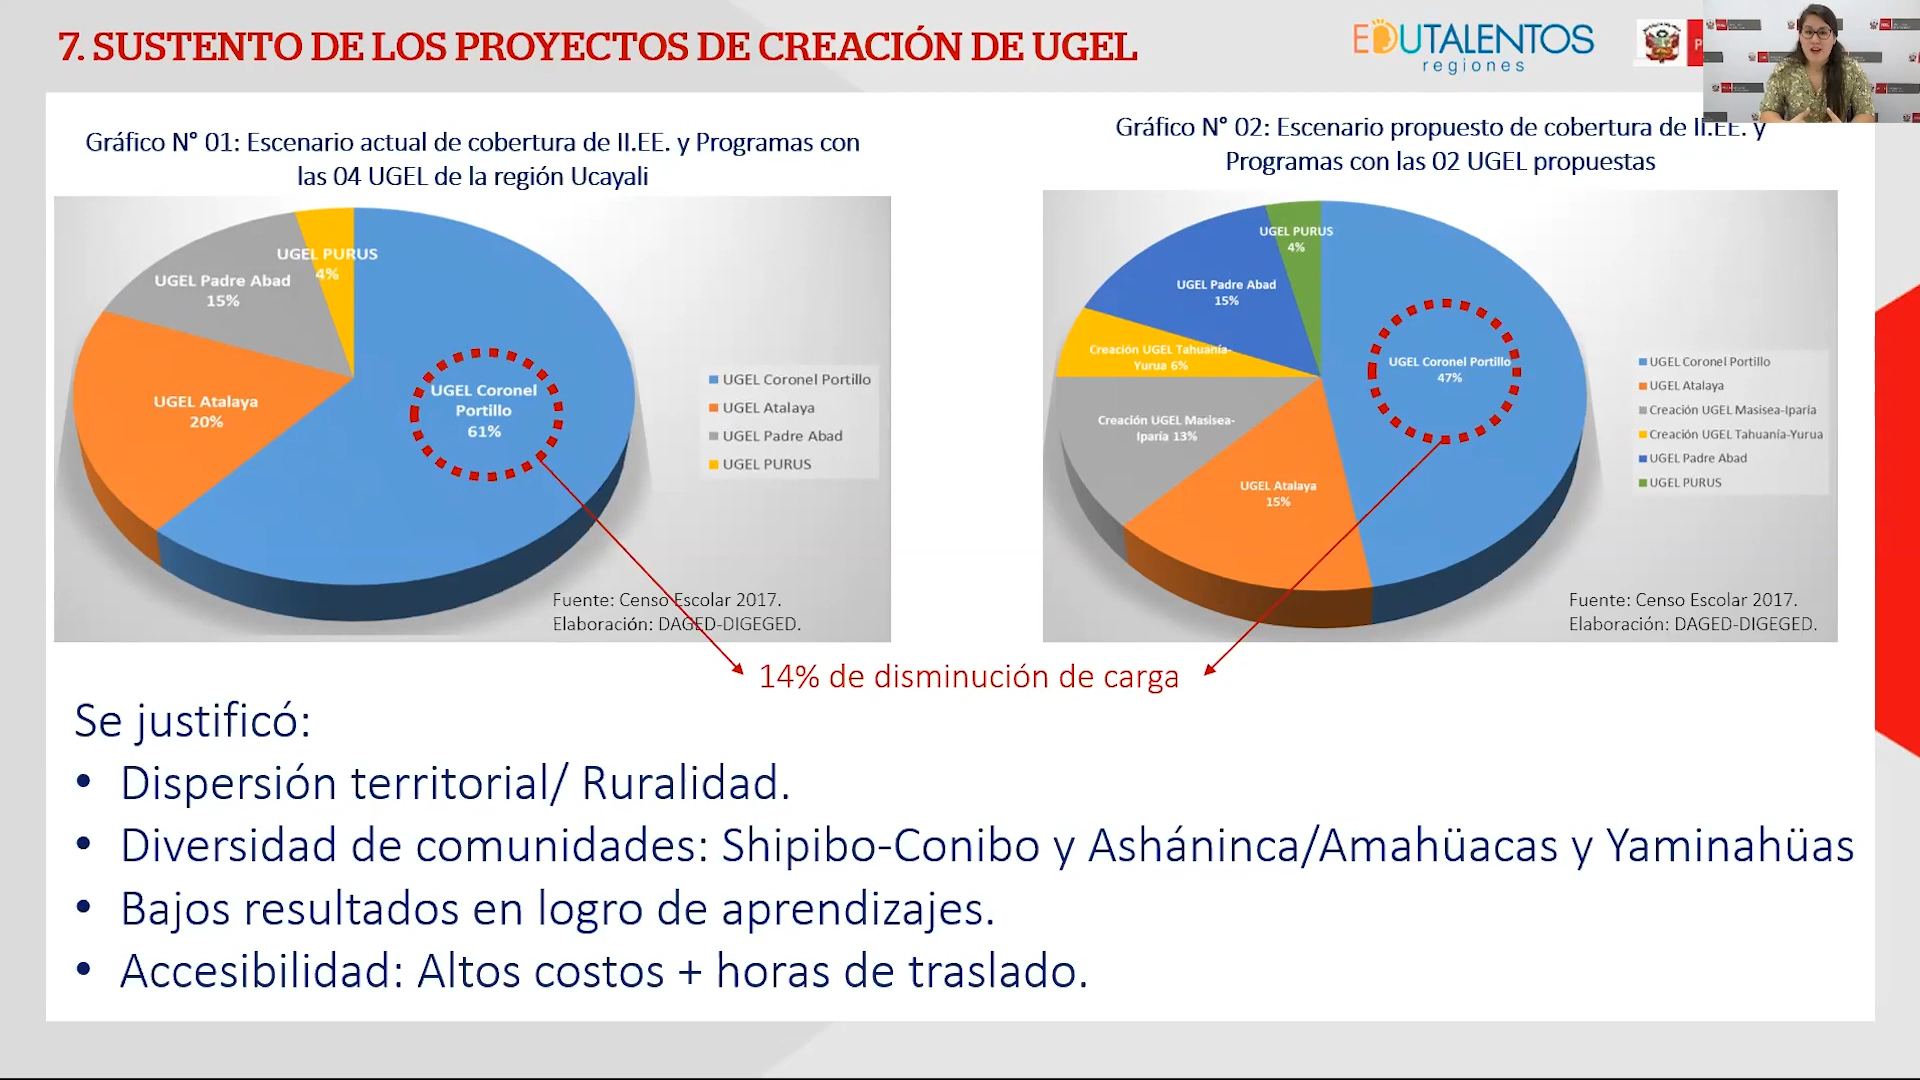 7. SUSTENTO DE LOS PROYECTOS DE CREACIÓN DE UGEL
EDUTALENTOS
regiones
Gráfico N° 01: Escenario actual de cobertura de II.EE. y Programas con
las 04 UGEL de la región Ucayali
UGEL PURUS
4%
UGEL Padre Abad
15%
UGEL Atalaya
20%
UGEL Coronel
Portillo
61%
UGEL Coronel Portillo
UGEL Atalaya
UGEL Padre Abad
UGEL PURUS
Fuente: Censo Escolar 2017.
Elaboración: DAGED-DIGEGED.
Gráfico N° 02: Escenario propuesto de cobertura de II.EE. y
Programas con las 02 UGEL propuestas
UGEL PURUS
4%
UGEL Padre Abad
15%
Creación UGEL Tahuanía-
Yurua 6%
Creación UGEL Masisea-
Iparía 13%
UGEL Atalaya
15%
UGEL Coronel Portillo
47%
UGEL Coronel Portillo
UGEL Atalaya
Creación UGEL Masisea-Iparía
Creación UGEL Tahuanía-Yurua
UGEL Padre Abad
UGEL PURUS
Fuente: Censo Escolar 2017.
Elaboración: DAGED-DIGEGED.
14% de disminución de carga
Se justificó:
• Dispersión territorial/ Ruralidad.
• Diversidad de comunidades: Shipibo-Conibo y Asháninca/Amahüacas y Yaminahüas
• Bajos resultados en logro de aprendizajes.
• Accesibilidad: Altos costos + horas de traslado.